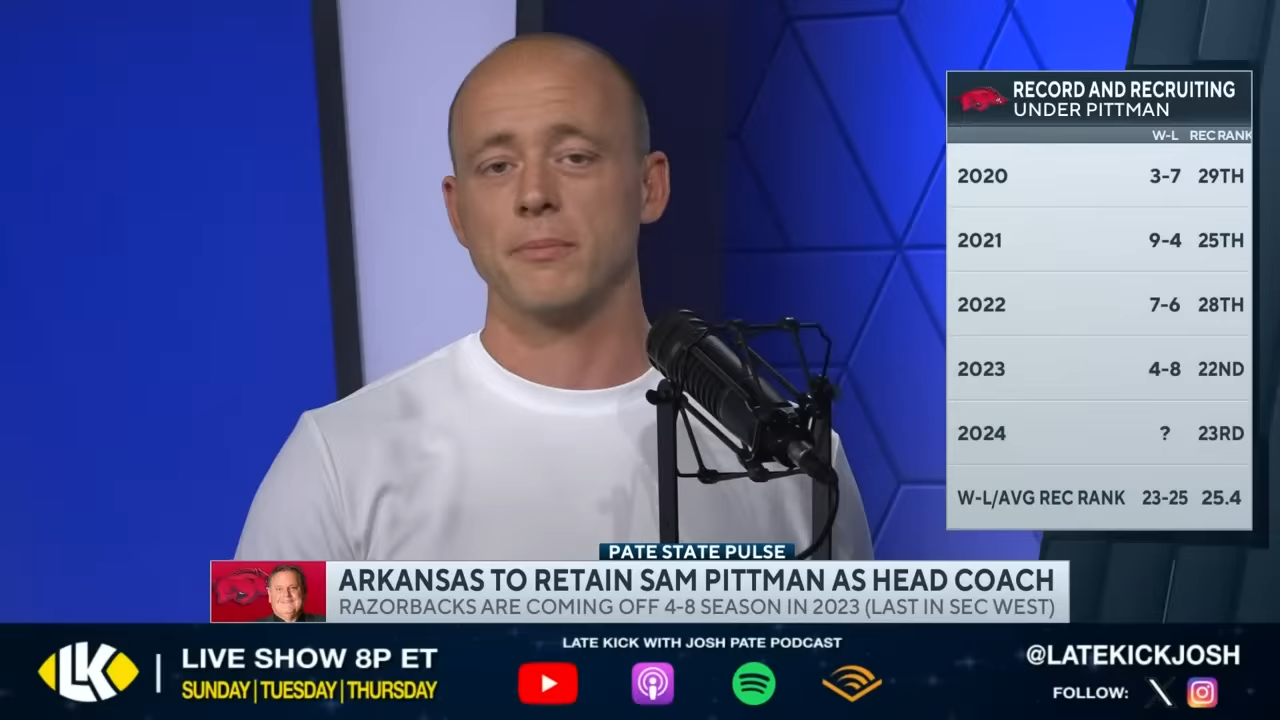 RECORD AND RECRUITING
UNDER PITTMAN
W-L REC RANK
2020 3-7 29TH
2021 9-4 25TH
2022 7-6 28TH
2023 4-8 22ND
2024 ? 23RD
W-L/AVG REC RANK 23-25 25.4
PATE STATE PULSE
ARKANSAS TO RETAIN SAM PITTMAN AS HEAD COACH
RAZORBACKS ARE COMING OFF 4-8 SEASON IN 2023 (LAST IN SEC WEST)
LK
LIVE SHOW 8P ET
SUNDAY | TUESDAY | THURSDAY
LATE KICK WITH JOSH PATE PODCAST
@LATEKICKJOSH
FOLLOW: